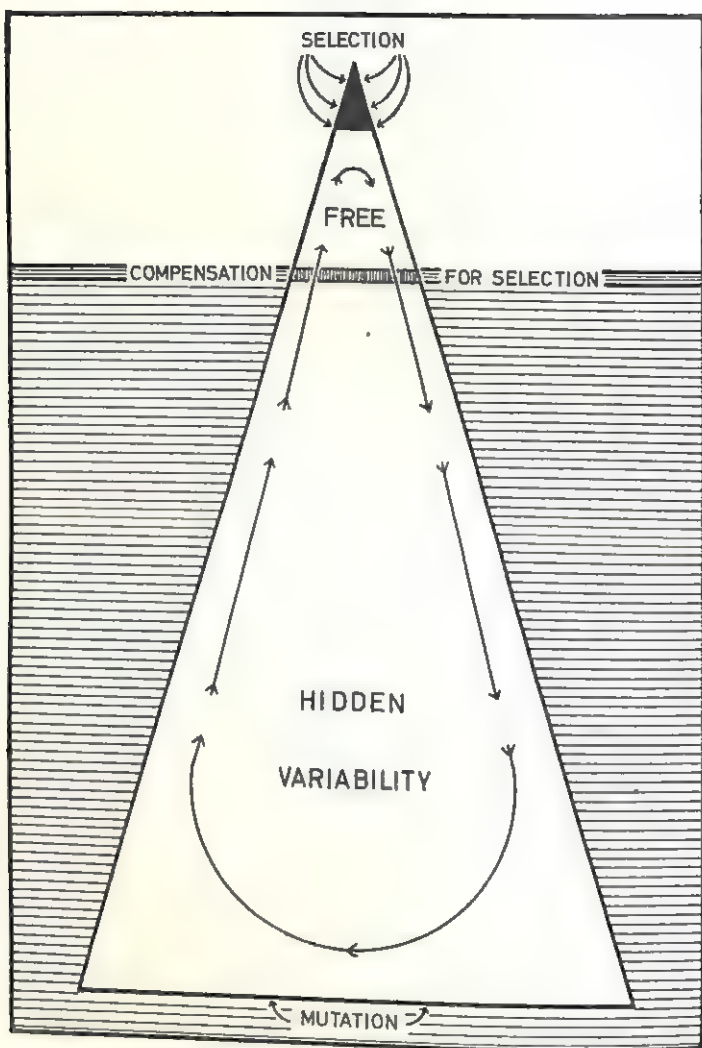 SELECTION
FREE
COMPENSATION FOR SELECTION
HIDDEN
VARIABILITY
MUTATION